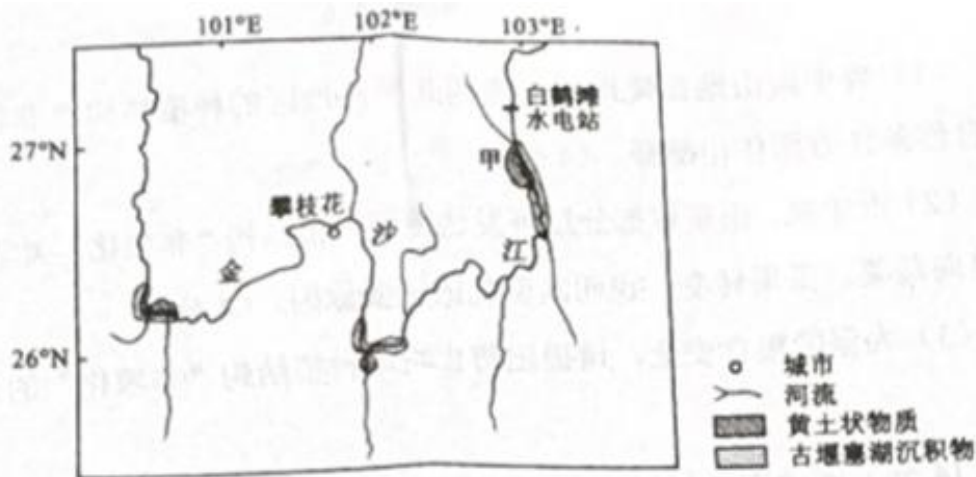 101°E
102°E
103°E
白鹤滩
水电站
27°N
甲
攀枝花
沙
金
江
26°N
城市
河流
黄土状物质
古堰塞湖沉积物